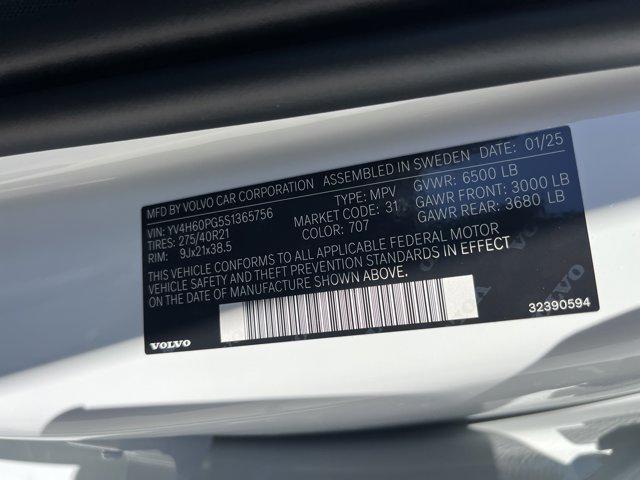 MFD BY VOLVO CAR CORPORATION ASSEMBLED IN SWEDEN DATE: 01/25
VIN: YV4H60PG5S1365756 TYPE: MPV GVWR: 6500 LB
TIRES: 275/40R21 MARKET CODE: 31 GAWR FRONT: 3000 LB
RIM: 9Jx21x38.5 COLOR: 707 GAWR REAR: 3680 LB
THIS VEHICLE CONFORMS TO ALL APPLICABLE FEDERAL MOTOR
VEHICLE SAFETY AND THEFT PREVENTION STANDARDS IN EFFECT
ON THE DATE OF MANUFACTURE SHOWN ABOVE.
VOLVO 32390594